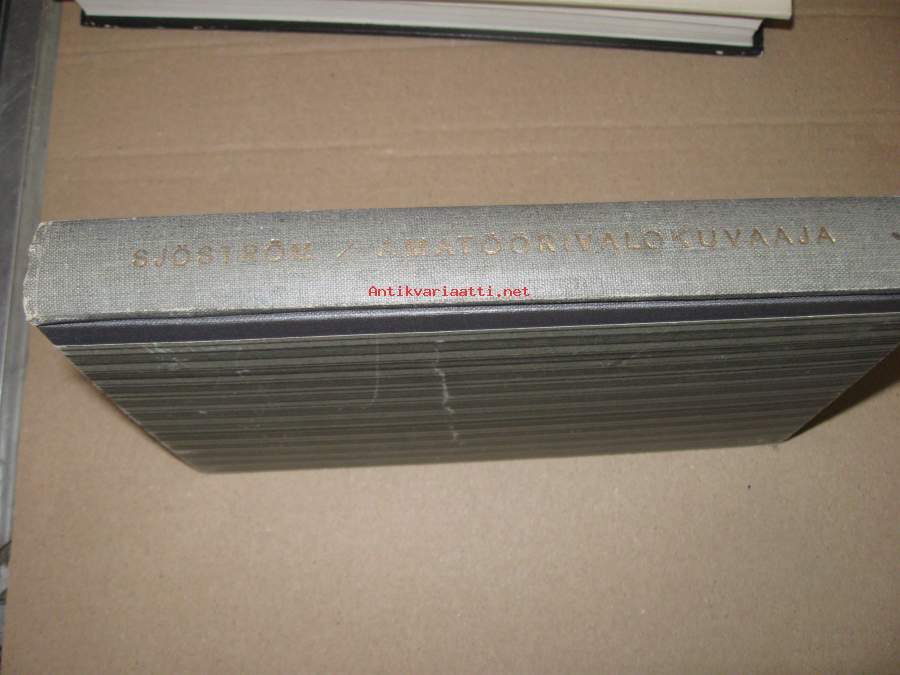 SJÖSTRÖM / AMATÖÖRIVALOKUVAAJA
Antikvariaatti.net